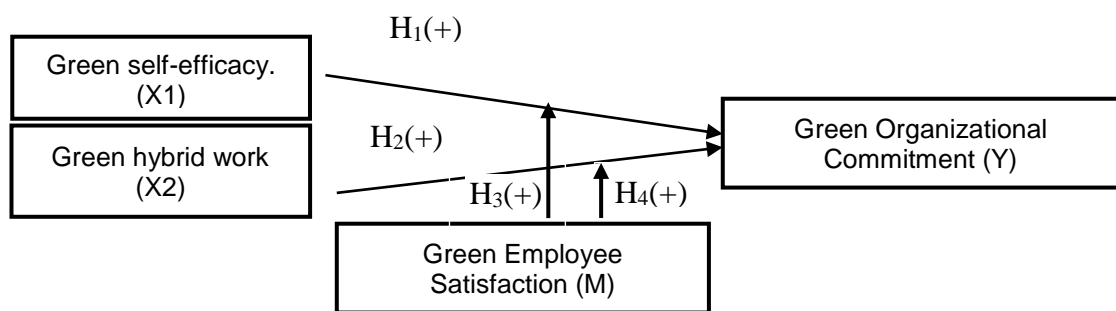 H₁(+)
Green self-efficacy.
(X1)
Green hybrid work
(X2)
H₂(+)
Green Organizational
Commitment (Y)
H₃(+)
H₄(+)
Green Employee
Satisfaction (M)